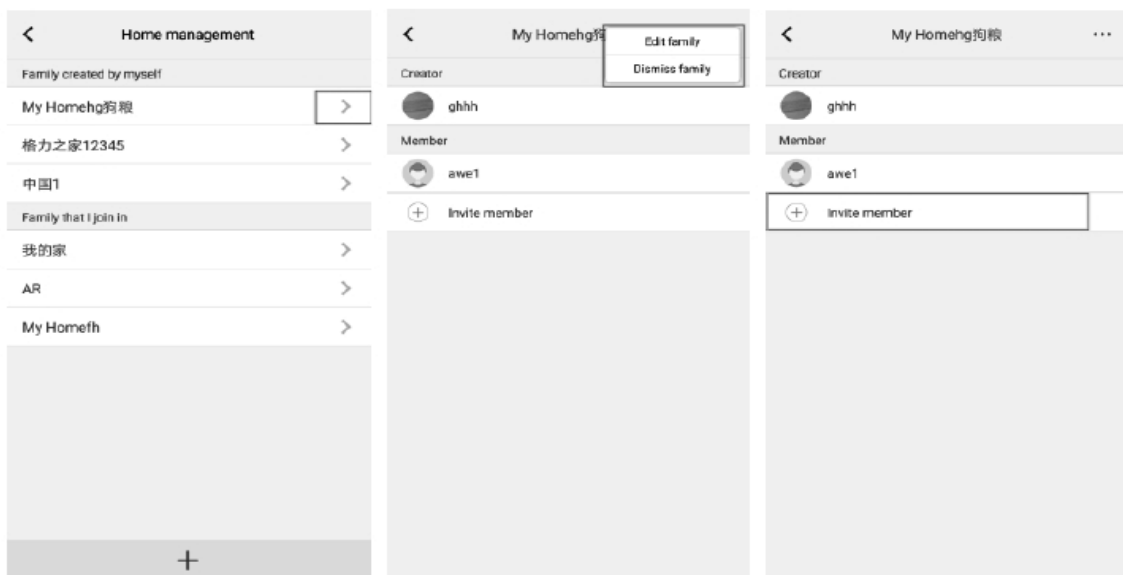 Home management
Family created by myself
My Homehg狗粮
格力之家12345
中国1
Family that I join in
我的家
AR
My Homefh
My Homehg狗
Edit family
Dismiss family
Creator
ghhh
Member
awe1
Invite member
My Homehg狗粮
Creator
ghhh
Member
awe1
Invite member